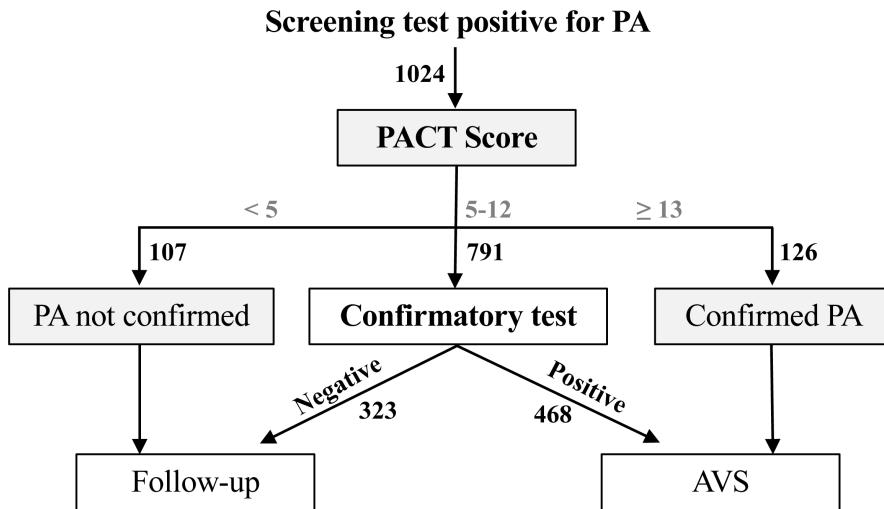 Screening test positive for PA
1024
PACT Score
< 5
5-12
≥ 13
107
791
126
PA not confirmed
Confirmatory test
Confirmed PA
Negative
Positive
323
468
Follow-up
AVS